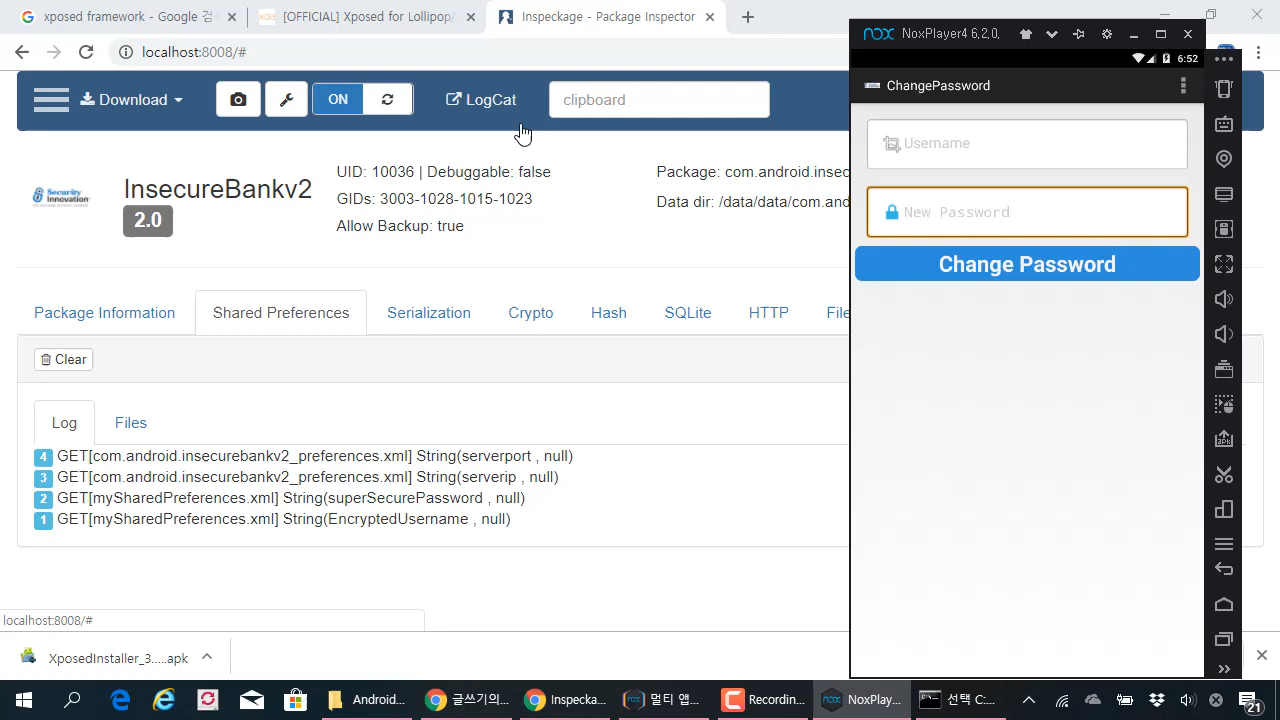 xposed framework - Google 검
[OFFICIAL] Xposed for Lollipop/
Inspeckage - Package Inspector
localhost:8008/#
Download
ON
LogCat
clipboard
Security
Innovation
InsecureBankv2
2.0
UID: 10036 | Debuggable: false
GIDs: 3003-1028-1015-1023
Allow Backup: true
Package: com.android.insec
Data dir: /data/data/com.and
Package Information
Shared Preferences
Serialization
Crypto
Hash
SQLite
HTTP
File
Clear
Log
Files
4 GET[com.android.insecurebankv2_preferences.xml] String(serverport , null)
3 GET[com.android.insecurebankv2_preferences.xml] String(serverip , null)
2 GET[mySharedPreferences.xml] String(superSecurePassword , null)
1 GET[mySharedPreferences.xml] String(EncryptedUsername , null)
localhost:8008/#
XposedInstaller_3.....apk
nox NoxPlayer4 6,2,0,
6:52
ChangePassword
Username
New Password
Change Password
Android...
글쓰기의...
Inspecka...
멀티 앱...
Recordin...
NoxPlay...
선택 C:...
21